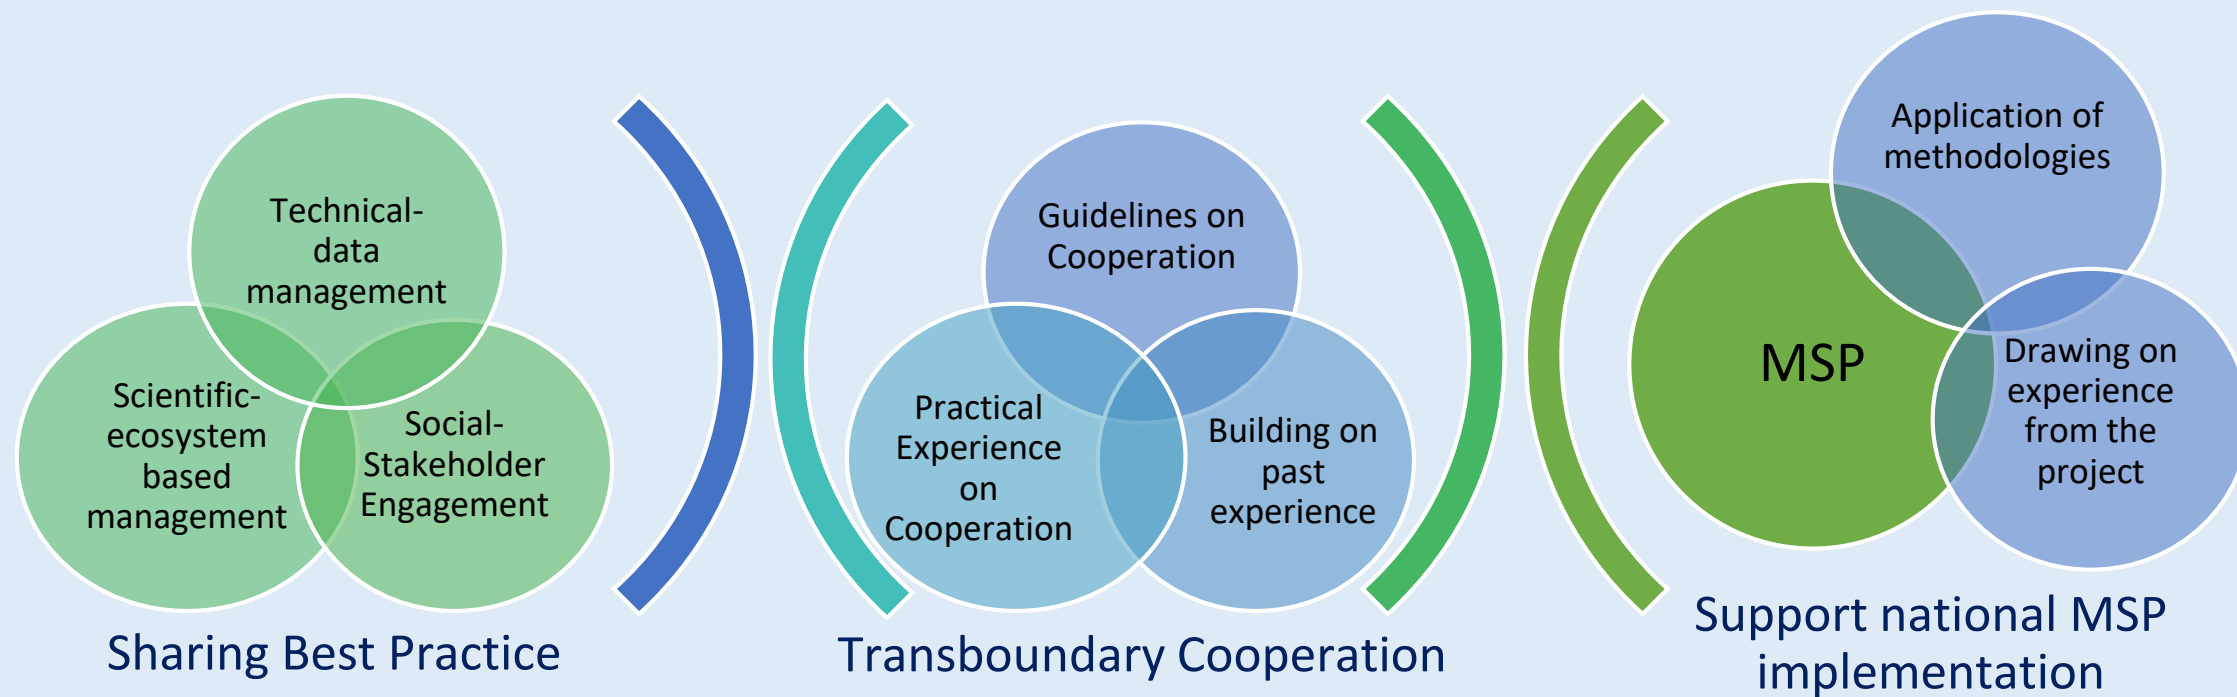 Technical-
data
management
Scientific-
ecosystem
based
management
Social-
Stakeholder
Engagement
Sharing Best Practice
Guidelines on
Cooperation
Practical
Experience
on
Cooperation
Building on
past
experience
Transboundary Cooperation
Application of
methodologies
MSP
Drawing on
experience
from the
project
Support national MSP
implementation